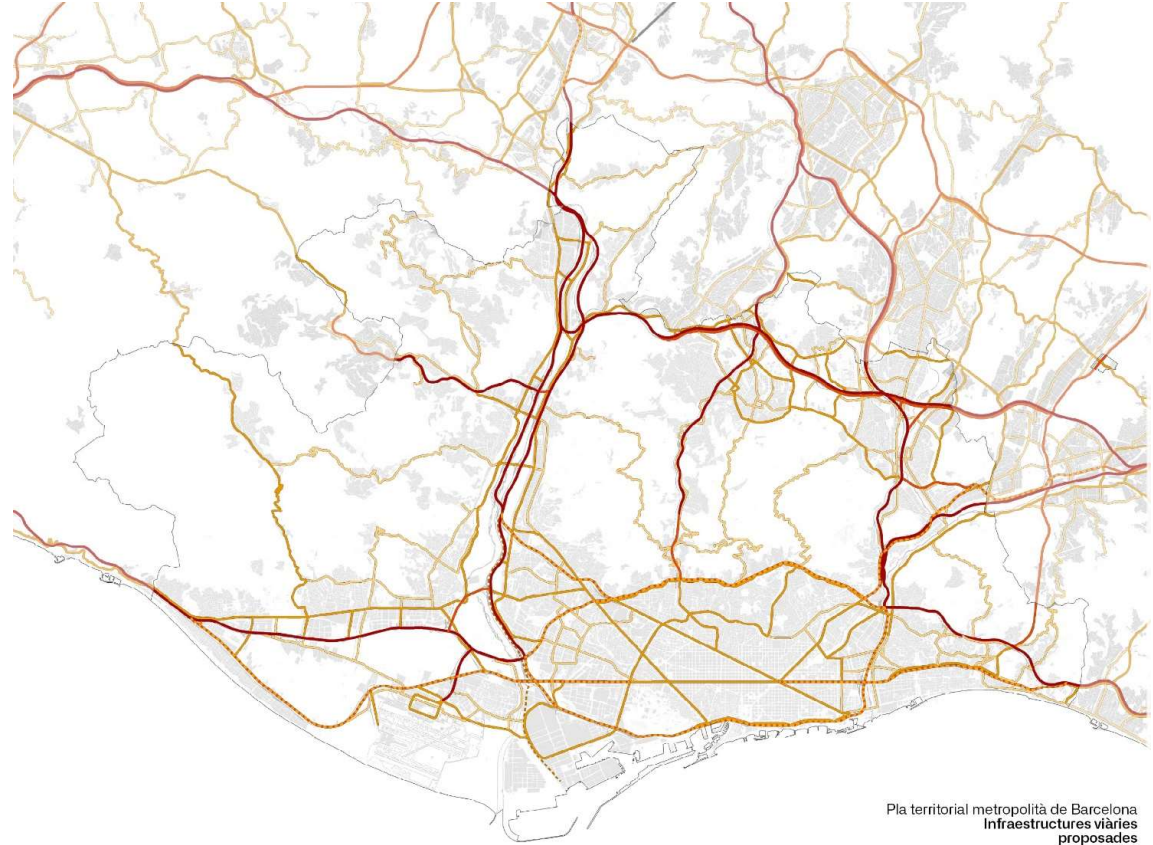 Pla territorial metropolità de Barcelona
Infraestructures viàries
proposades